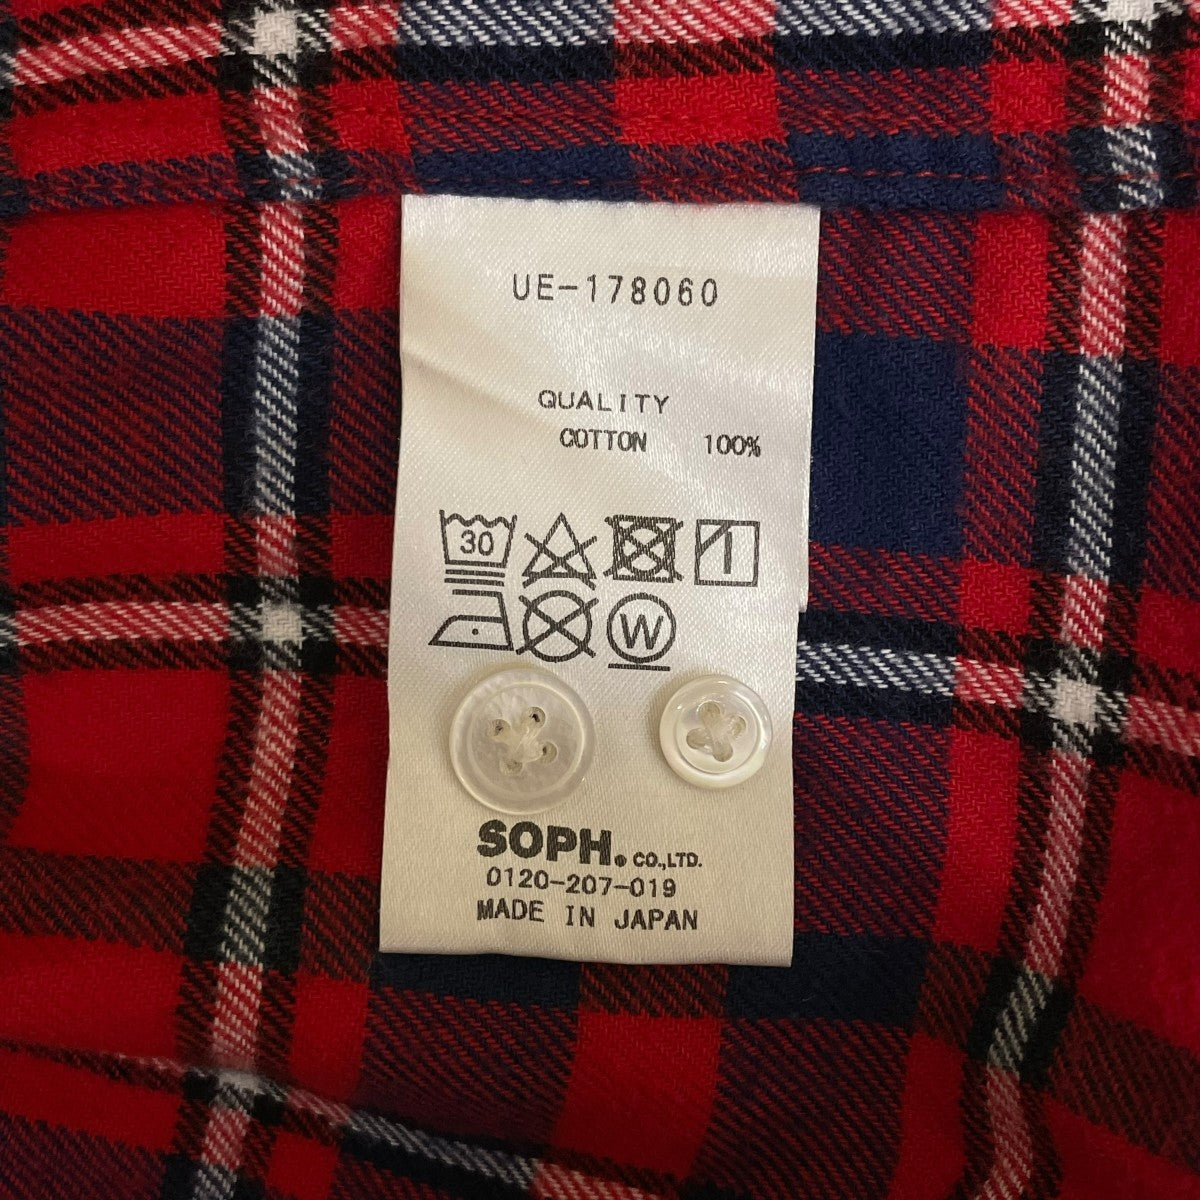 UE-178060
QUALITY
COTTON 100%
30
W
SOPH. CO.,LTD.
0120-207-019
MADE IN JAPAN